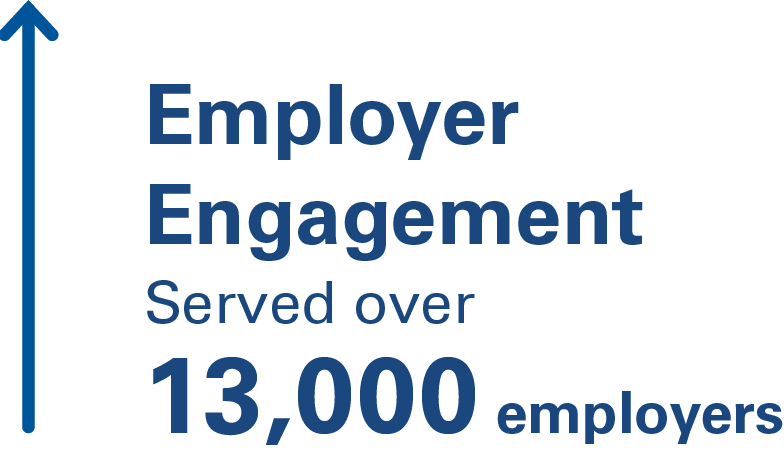 Employer
Engagement
Served over
13,000 employers